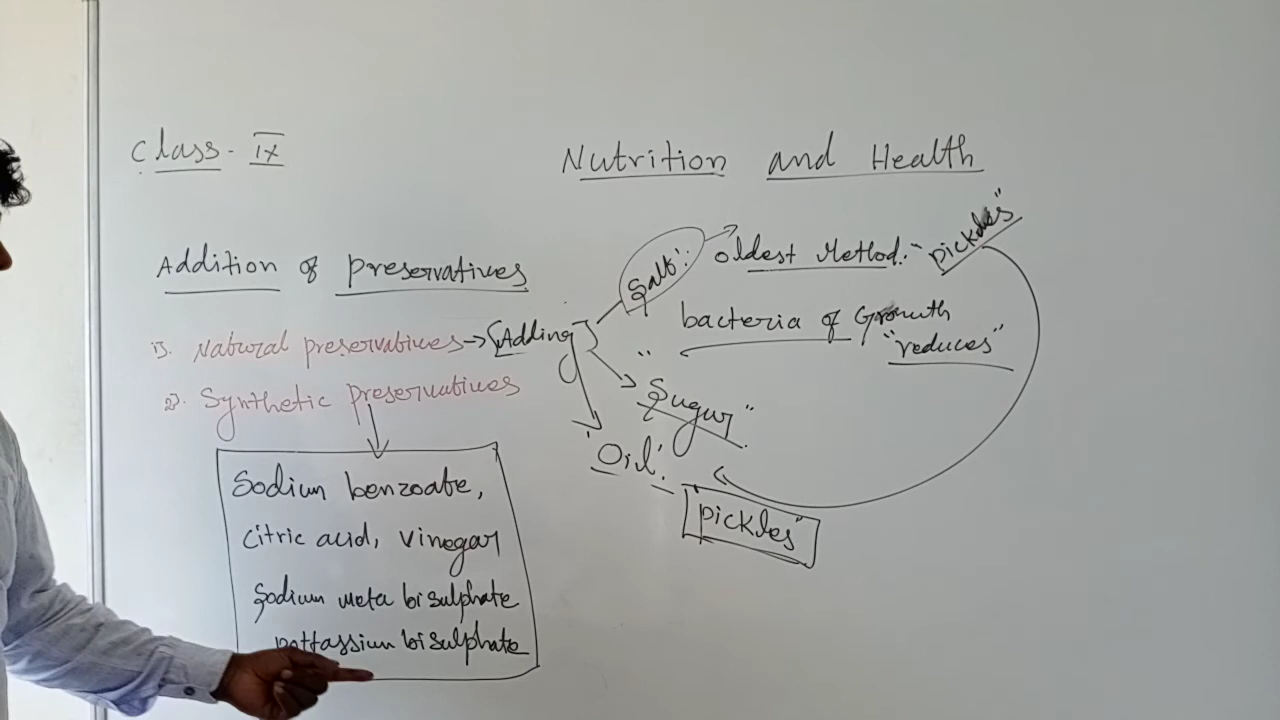 Class - IX
Nutrition and Health
Addition of preservatives
1). Natural preservatives → {Adding}
2). Synthetic preservatives
Sodium benzoate,
citric acid, vinegar
Sodium meta bisulphate
pottassium bisulphate
Salt":
oldest Method. "pickles"
bacteria of Growth
"reduces"
"Sugar"
"Oil".
pickles"